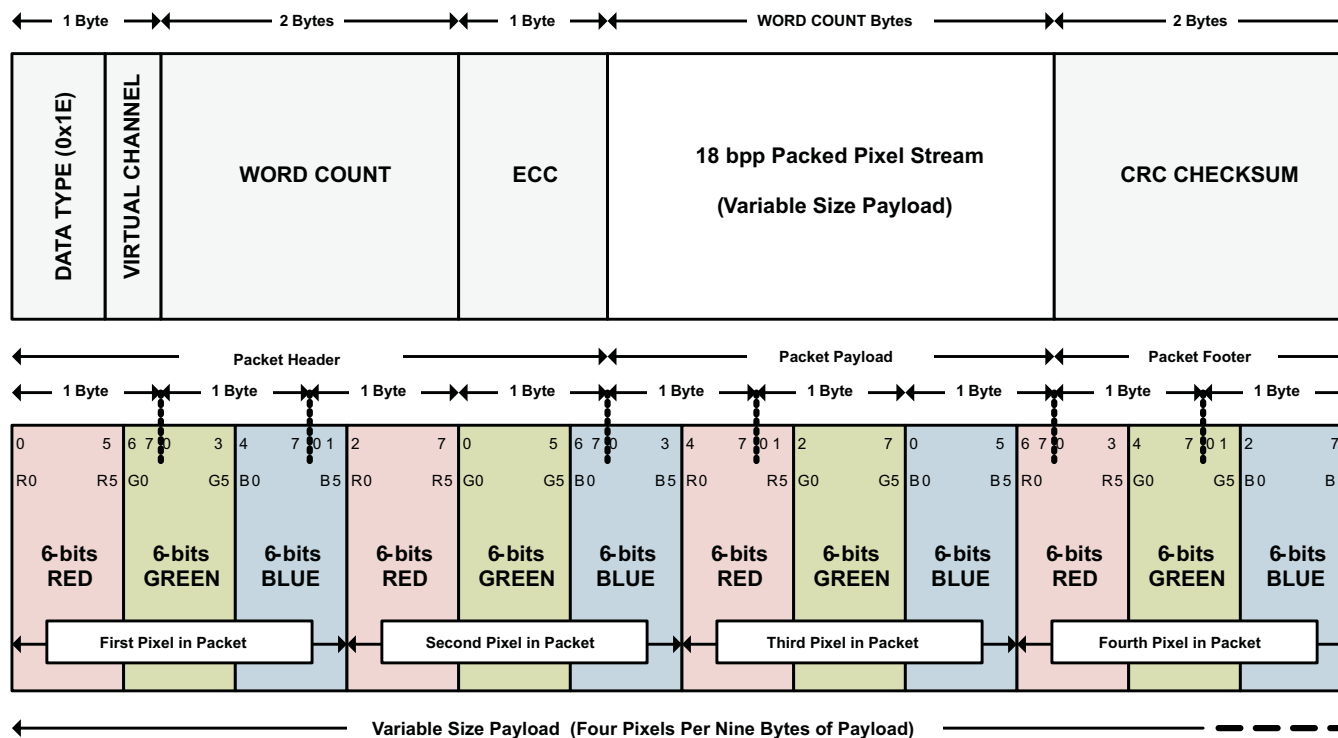 1 Byte 2 Bytes 1 Byte WORD COUNT Bytes 2 Bytes
DATA TYPE (0x1E)
VIRTUAL CHANNEL
WORD COUNT
ECC
18 bpp Packed Pixel Stream
(Variable Size Payload)
CRC CHECKSUM
Packet Header Packet Payload Packet Footer
1 Byte 1 Byte 1 Byte 1 Byte 1 Byte 1 Byte 1 Byte 1 Byte 1 Byte
0 5 6 7 0 3 4 7 0 1 2 7 0 5 6 7 0 3 4 7 0 1 2 7 0 5 6 7 0 3 4 7 0 1 2 7
R0 R5 G0 G5 B0 B5 R0 R5 G0 G5 B0 B5 R0 R5 G0 G5 B0 B5 R0 R5 G0 G5 B0 B
6-bits 6-bits 6-bits 6-bits 6-bits 6-bits 6-bits 6-bits 6-bits 6-bits 6-bits 6-bits
RED GREEN BLUE RED GREEN BLUE RED GREEN BLUE RED GREEN BLUE
First Pixel in Packet Second Pixel in Packet Third Pixel in Packet Fourth Pixel in Packet
Variable Size Payload (Four Pixels Per Nine Bytes of Payload)